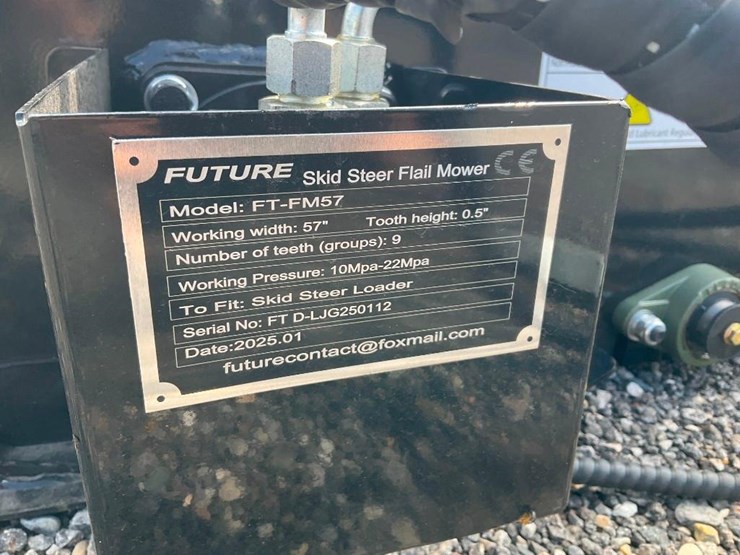 FUTURE Skid Steer Flail Mower CE
Model: FT-FM57
Working width: 57" Tooth height: 0.5"
Number of teeth (groups): 9
Working Pressure: 10Mpa-22Mpa
To Fit: Skid Steer Loader
Serial No: FT D-LJG250112
Date:2025.01
futurecontact@foxmail.com